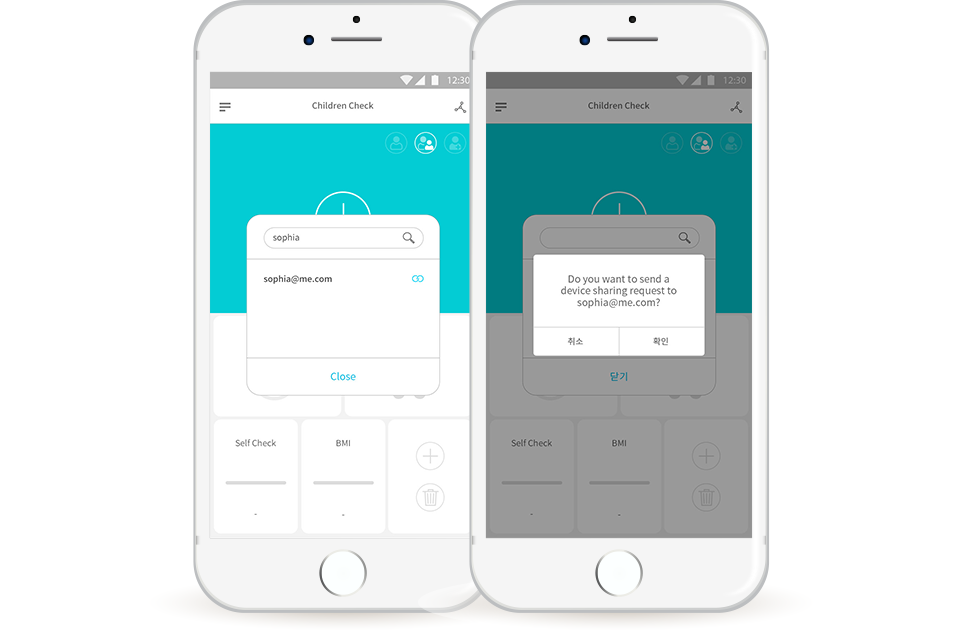 12:30
Children Check
sophia
sophia@me.com
Close
Self Check
BMI
-
-
12:30
Children Check
Do you want to send a
device sharing request to
sophia@me.com?
취소
확인
닫기
Self Check
BMI
-
-